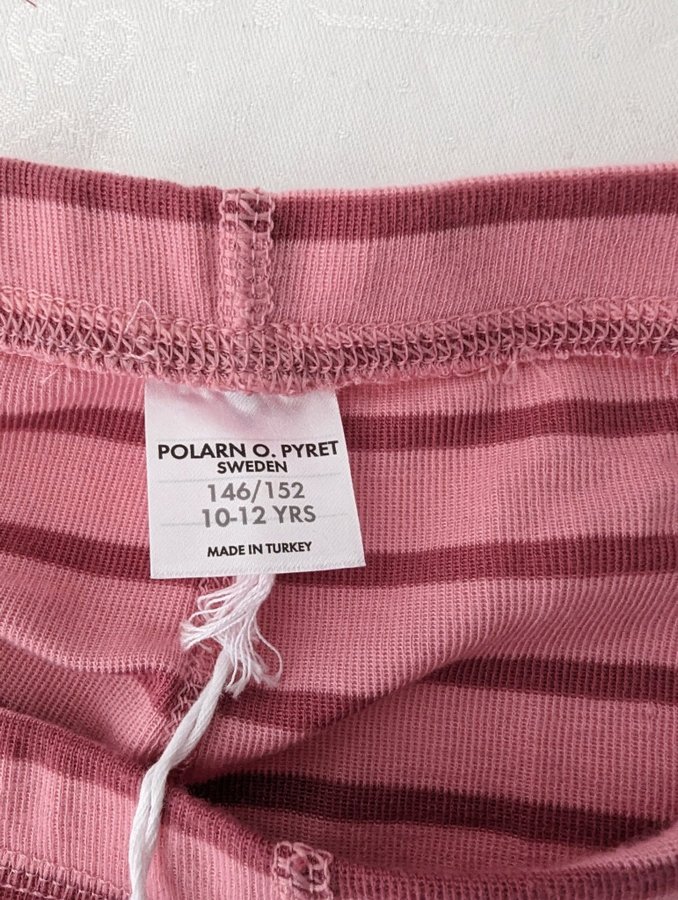 POLARN O. PYRET
SWEDEN
146/152
10-12 YRS
MADE IN TURKEY